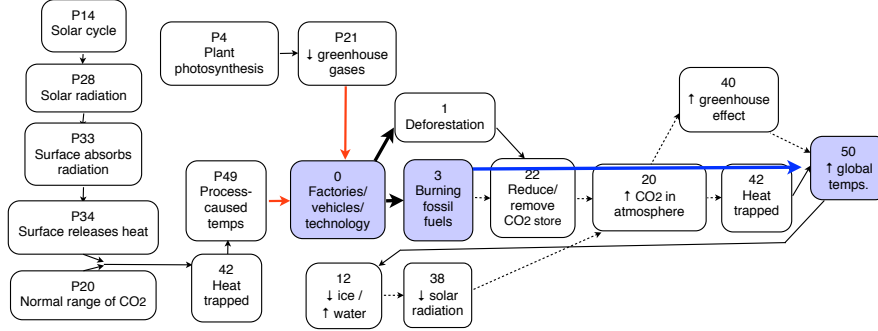 P14
Solar cycle
P28
Solar radiation
P33
Surface absorbs
radiation
P34
Surface releases heat
P20
Normal range of CO2
42
Heat
trapped
P49
Process-
caused
temps
P4
Plant
photosynthesis
P21
↓ greenhouse
gases
0
Factories/
vehicles/
technology
1
Deforestation
3
Burning
fossil
fuels
22
Reduce/
remove
CO2 store
20
↑ CO2 in
atmosphere
40
↑ greenhouse
effect
42
Heat
trapped
50
↑ global
temps.
12
↓ ice /
↑ water
38
↓ solar
radiation